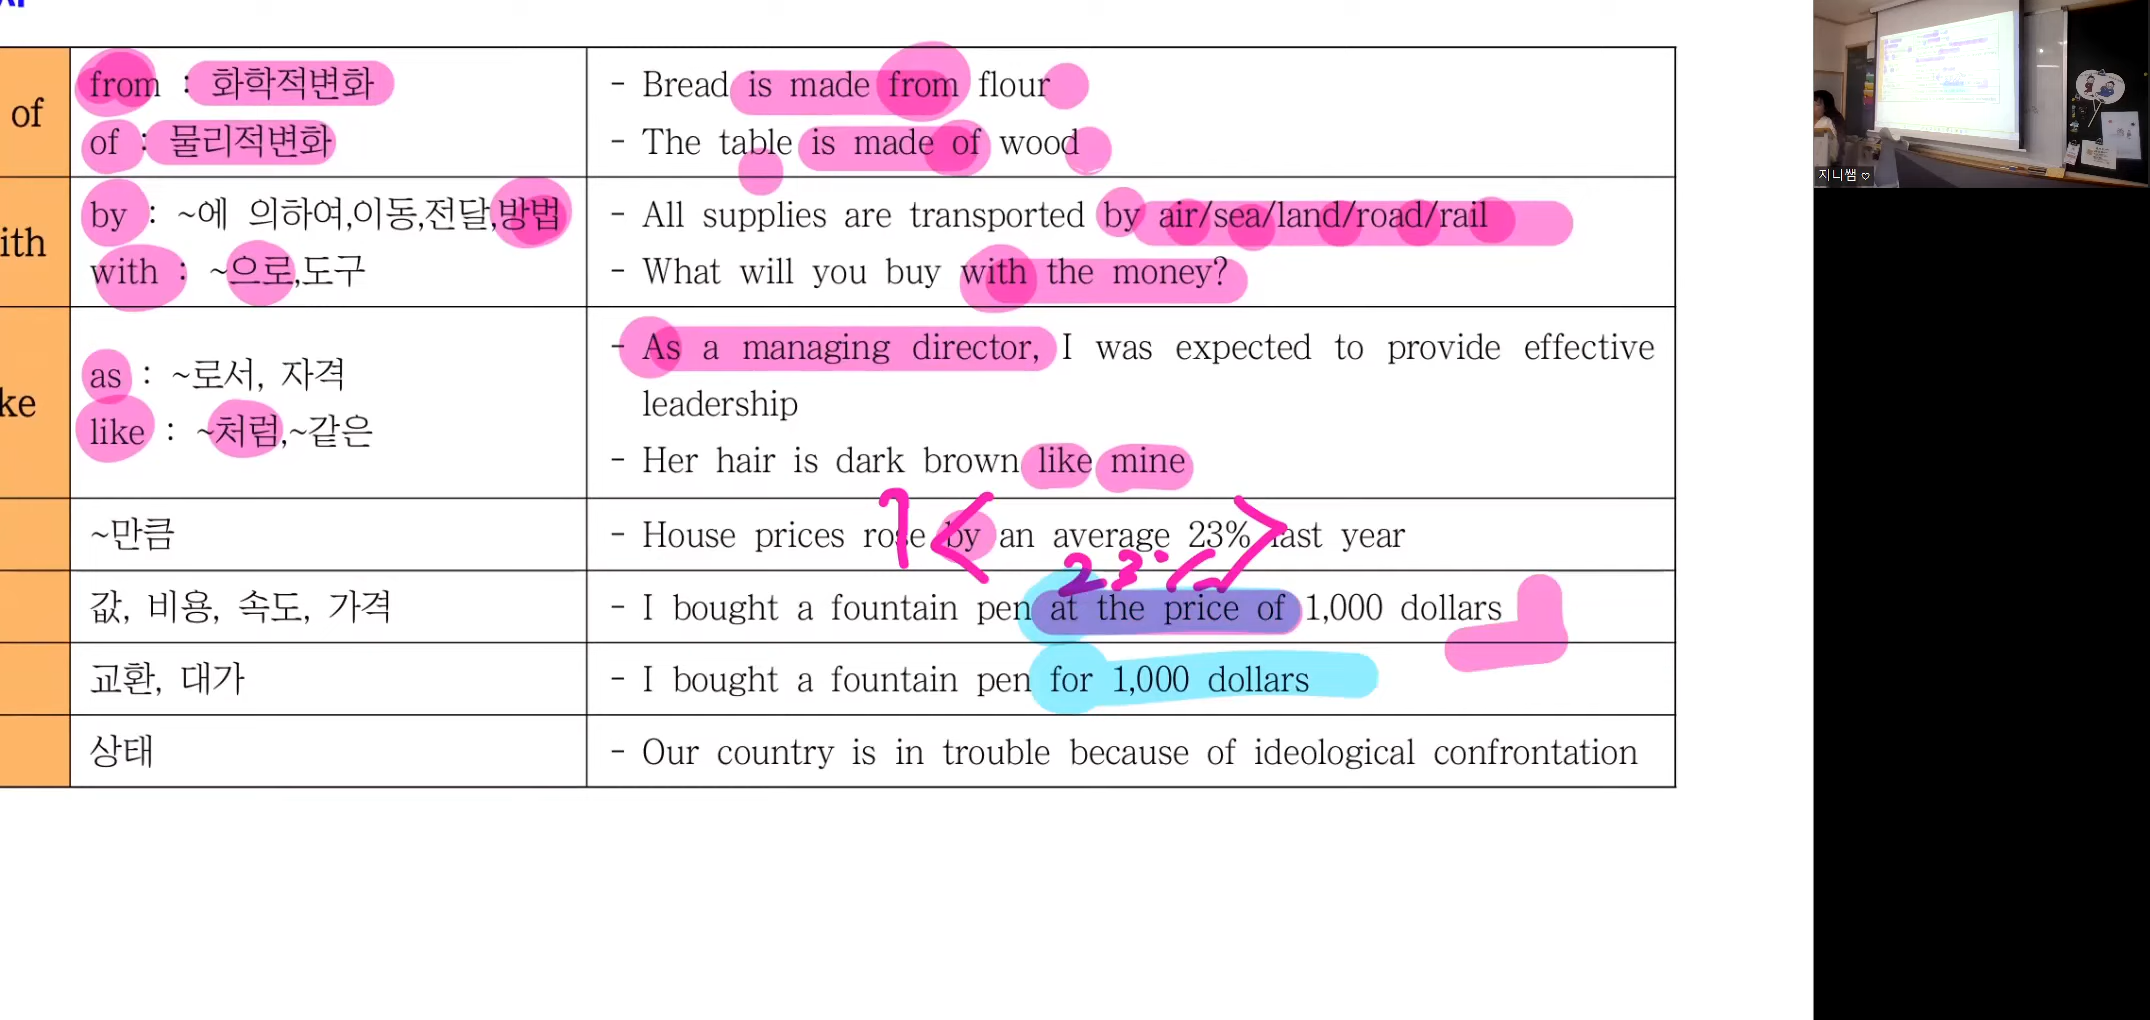 of
from : 화학적변화
of : 물리적변화
- Bread is made from flour
- The table is made of wood
ith
by : ~에 의하여,이동,전달,방법
with : ~으로,도구
- All supplies are transported by air/sea/land/road/rail
- What will you buy with the money?
ke
as : ~로서, 자격
like : ~처럼,~같은
- As a managing director, I was expected to provide effective
leadership
- Her hair is dark brown like mine
~만큼
- House prices rose by an average 23% last year
23%
값, 비용, 속도, 가격
- I bought a fountain pen at the price of 1,000 dollars
교환, 대가
- I bought a fountain pen for 1,000 dollars
상태
- Our country is in trouble because of ideological confrontation
지니쌤♡